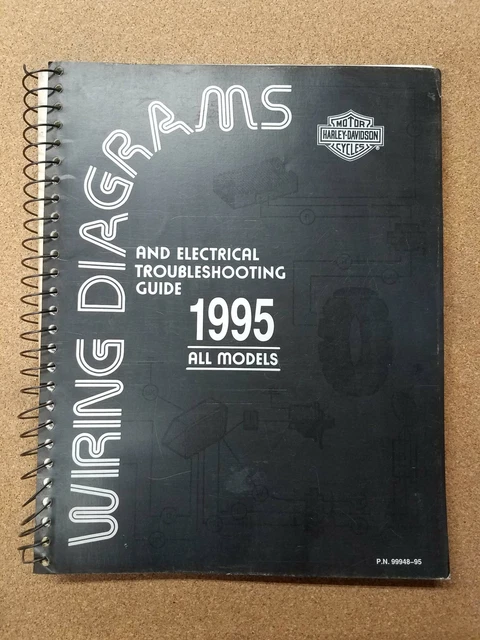 WIRING DIAGRAMS
AND ELECTRICAL
TROUBLESHOOTING
GUIDE
1995
ALL MODELS
MOTOR
HARLEY-DAVIDSON
CYCLES
P.N. 99948-95